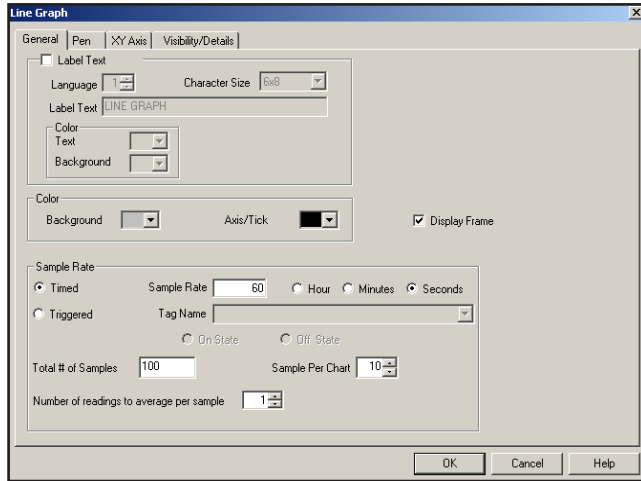 Line Graph
General Pen XY Axis Visibility/Details
Label Text
Language 1 Character Size 6x8
Label Text LINE GRAPH
Color
Text
Background
Color
Background Axis/Tick Display Frame
Sample Rate
Timed Sample Rate 60 Hour Minutes Seconds
Triggered Tag Name
On State Off State
Total # of Samples 100 Sample Per Chart 10
Number of readings to average per sample 1
OK Cancel Help